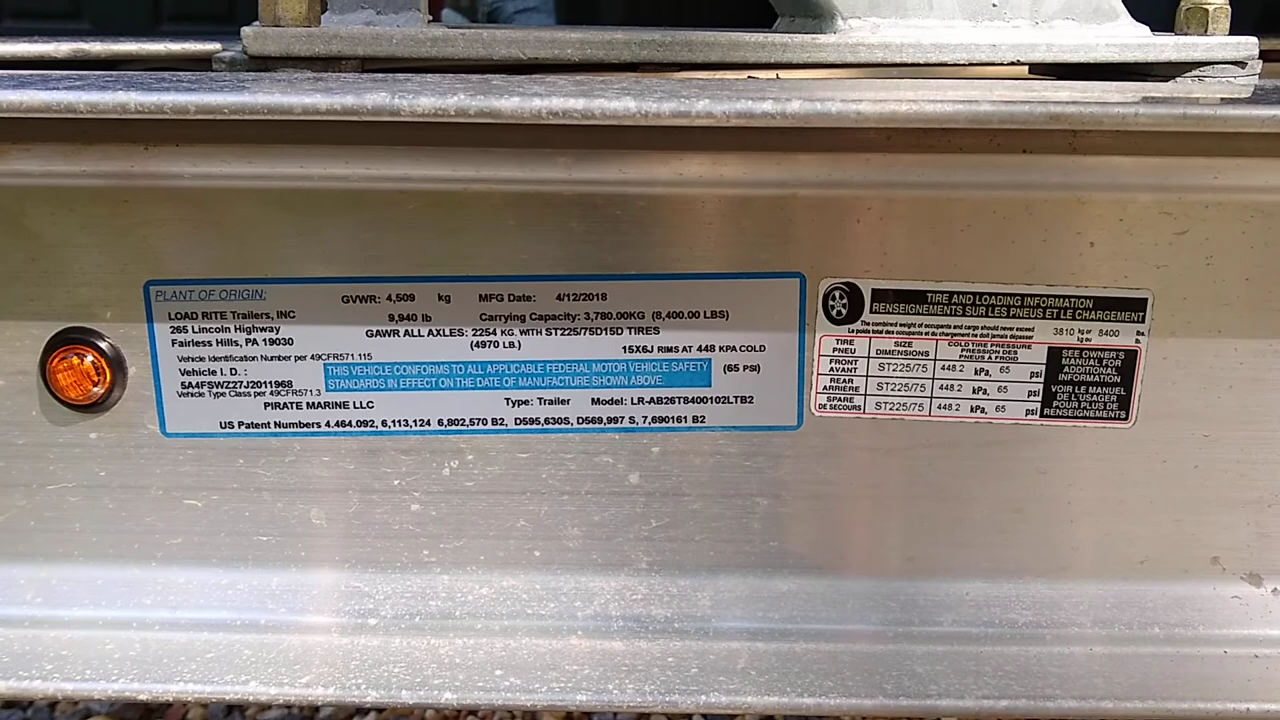 PLANT OF ORIGIN:
GVWR: 4,509 kg MFG Date: 4/12/2018
LOAD RITE Trailers, INC
9,940 lb Carrying Capacity: 3,780.00KG (8,400.00 LBS)
265 Lincoln Highway
GAWR ALL AXLES: 2254 KG. WITH ST225/75D15D TIRES
Fairless Hills, PA 19030
(4970 LB.) 15X6J RIMS AT 448 KPA COLD
Vehicle Identification Number per 49CFR571.115
Vehicle I. D. :
THIS VEHICLE CONFORMS TO ALL APPLICABLE FEDERAL MOTOR VEHICLE SAFETY (65 PSI)
5A4FSWZ27J2011968
STANDARDS IN EFFECT ON THE DATE OF MANUFACTURE SHOWN ABOVE.
Vehicle Type Class per 49CFR571.3
PIRATE MARINE LLC Type: Trailer Model: LR-AB26T8400102LTB2
US Patent Numbers 4.464.092, 6,113,124 6,802,570 B2, D595,630S, D569,997 S, 7,690161 B2
TIRE AND LOADING INFORMATION
RENSEIGNEMENTS SUR LES PNEUS ET LE CHARGEMENT
The combined weight of occupants and cargo should never exceed 3810 kg or 8400 lbs.
Le poids total des occupants et du chargement ne doit jamais dépasser kg ou lb.
TIRE SIZE COLD TIRE PRESSURE
PNEU DIMENSIONS PRESSION DES PNEUS À FROID
FRONT AVANT ST225/75 448.2 kPa, 65 psi
REAR ARRIÈRE ST225/75 448.2 kPa, 65 psi
SPARE DE SECOURS ST225/75 448.2 kPa, 65 psi
SEE OWNER'S
MANUAL FOR
ADDITIONAL
INFORMATION
VOIR LE MANUEL
DE L'USAGER
POUR PLUS DE
RENSEIGNEMENTS